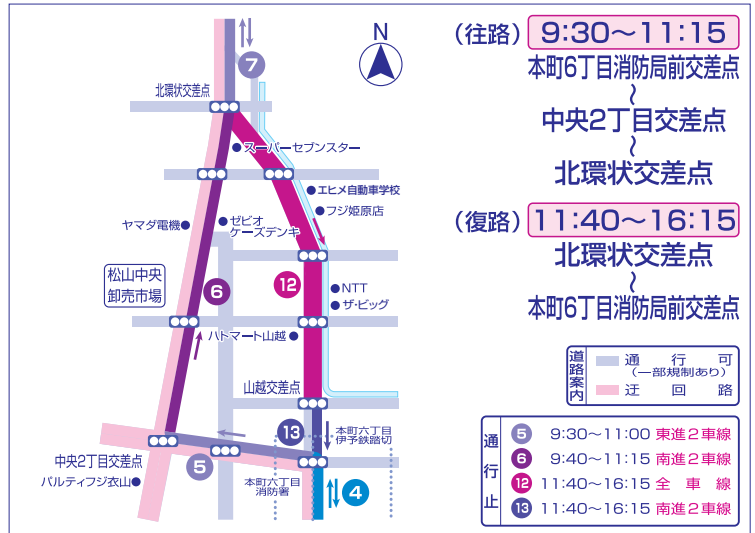 7
北環状交差点
スーパーセブンスター
エヒメ自動車学校
フジ姫原店
ヤマダ電機
ゼビオ
ケーズデンキ
松山中央
卸売市場
6
12
NTT
ザ・ビッグ
ハトマート山越
山越交差点
13
本町六丁目
伊予鉄踏切
中央2丁目交差点
パルティフジ衣山
5
本町六丁目
消防署
4
N
(往路) 9:30〜11:15
本町6丁目消防局前交差点
〜
中央2丁目交差点
〜
北環状交差点
(復路) 11:40〜16:15
北環状交差点
〜
本町6丁目消防局前交差点
道路案内
通行可
(一部規制あり)
迂回路
通行止
5 9:30〜11:00 東進2車線
6 9:40〜11:15 南進2車線
12 11:40〜16:15 全車線
13 11:40〜16:15 南進2車線